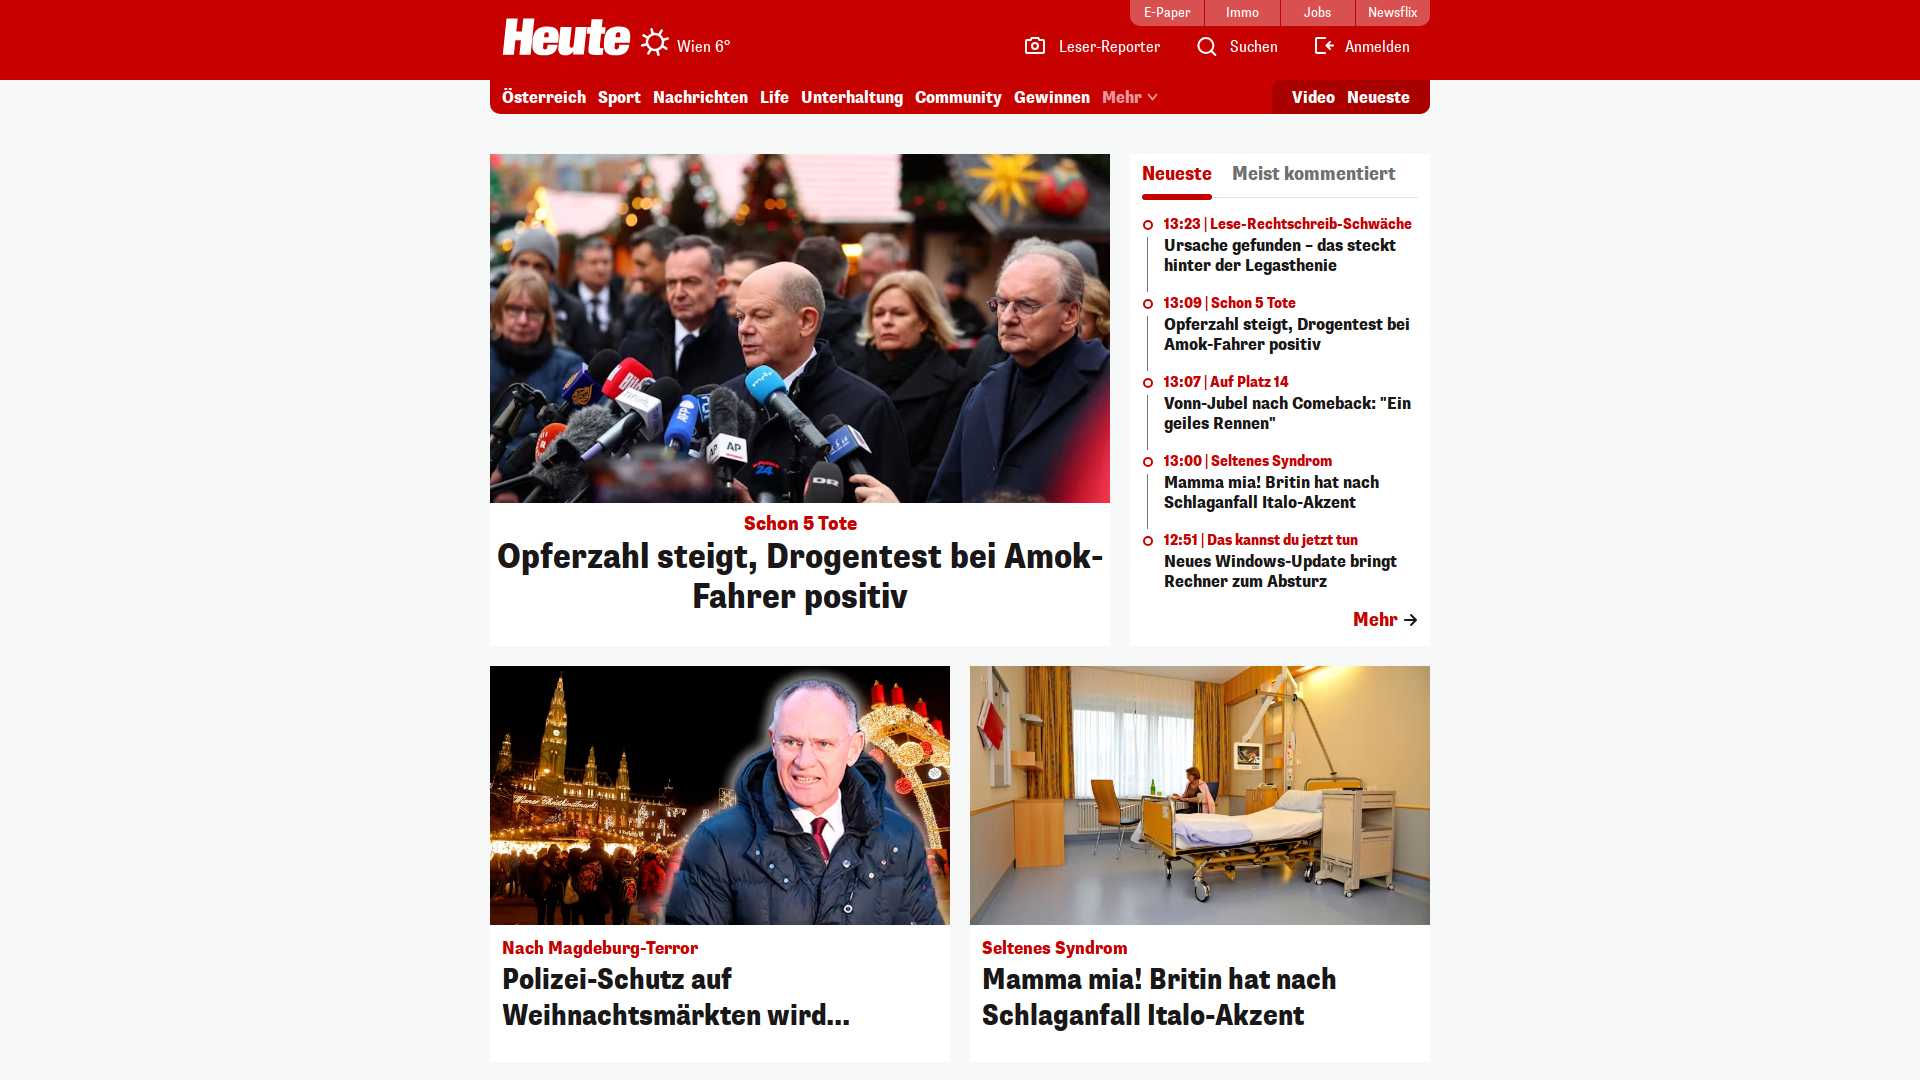 E-Paper
Immo
Jobs
Newsflix
Heute
Wien 6°
Leser-Reporter
Suchen
Anmelden
Österreich
Sport
Nachrichten
Life
Unterhaltung
Community
Gewinnen
Mehr
Video
Neueste
Bild
AFP
AP
AP
24
DR
Schon 5 Tote
Opferzahl steigt, Drogentest bei Amok-
Fahrer positiv
Neueste
Meist kommentiert
13:23 | Lese-Rechtschreib-Schwäche
Ursache gefunden – das steckt
hinter der Legasthenie
13:09 | Schon 5 Tote
Opferzahl steigt, Drogentest bei
Amok-Fahrer positiv
13:07 | Auf Platz 14
Vonn-Jubel nach Comeback: "Ein
geiles Rennen"
13:00 | Seltenes Syndrom
Mamma mia! Britin hat nach
Schlaganfall Italo-Akzent
12:51 | Das kannst du jetzt tun
Neues Windows-Update bringt
Rechner zum Absturz
Mehr
Wiener Christkindlmarkt
Nach Magdeburg-Terror
Polizei-Schutz auf
Weihnachtsmärkten wird...
Seltenes Syndrom
Mamma mia! Britin hat nach
Schlaganfall Italo-Akzent